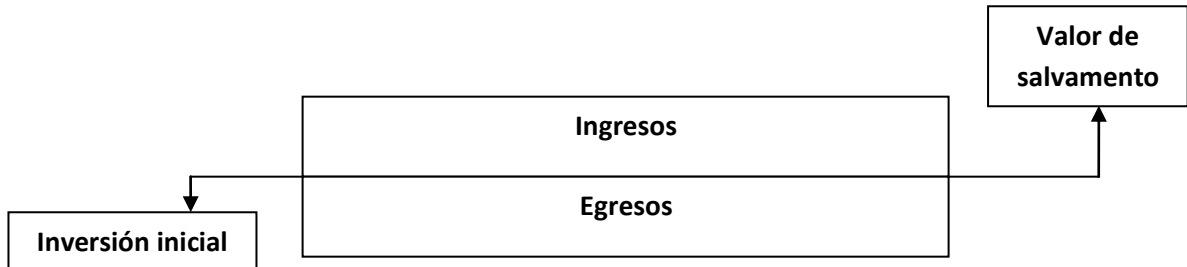 Valor de
salvamento
Ingresos
Egresos
Inversión inicial